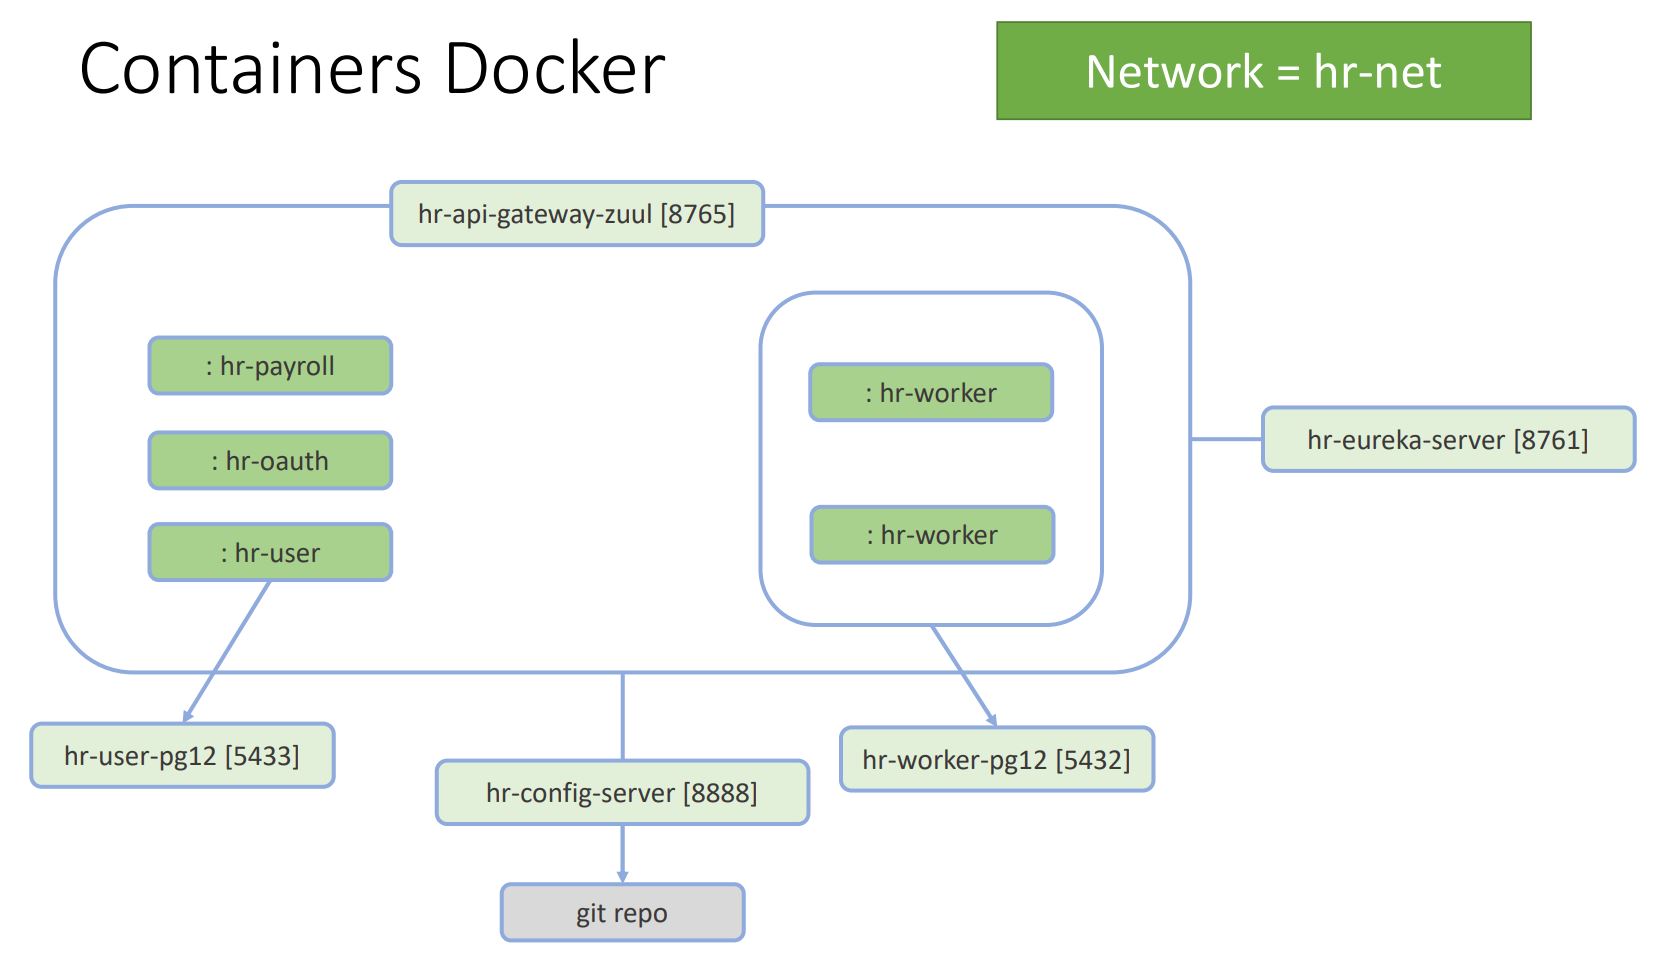 Containers Docker
Network = hr-net
hr-api-gateway-zuul [8765]
: hr-payroll
: hr-worker
: hr-oauth
hr-eureka-server [8761]
: hr-user
: hr-worker
hr-user-pg12 [5433]
hr-worker-pg12 [5432]
hr-config-server [8888]
git repo